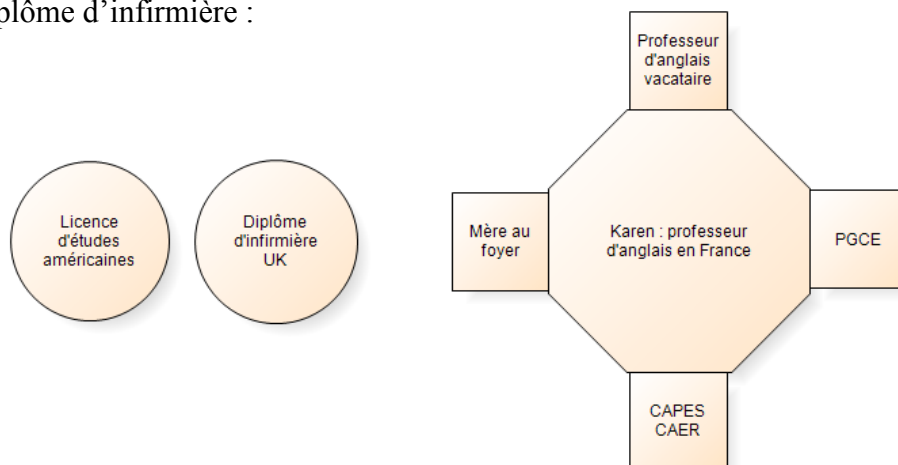 d'infirmière :
Professeur
d'anglais
vacataire
Licence
d'études
américaines
Diplôme
d'infirmière
UK
Mère au
foyer
Karen : professeur
d'anglais en France
PGCE
CAPES
CAER